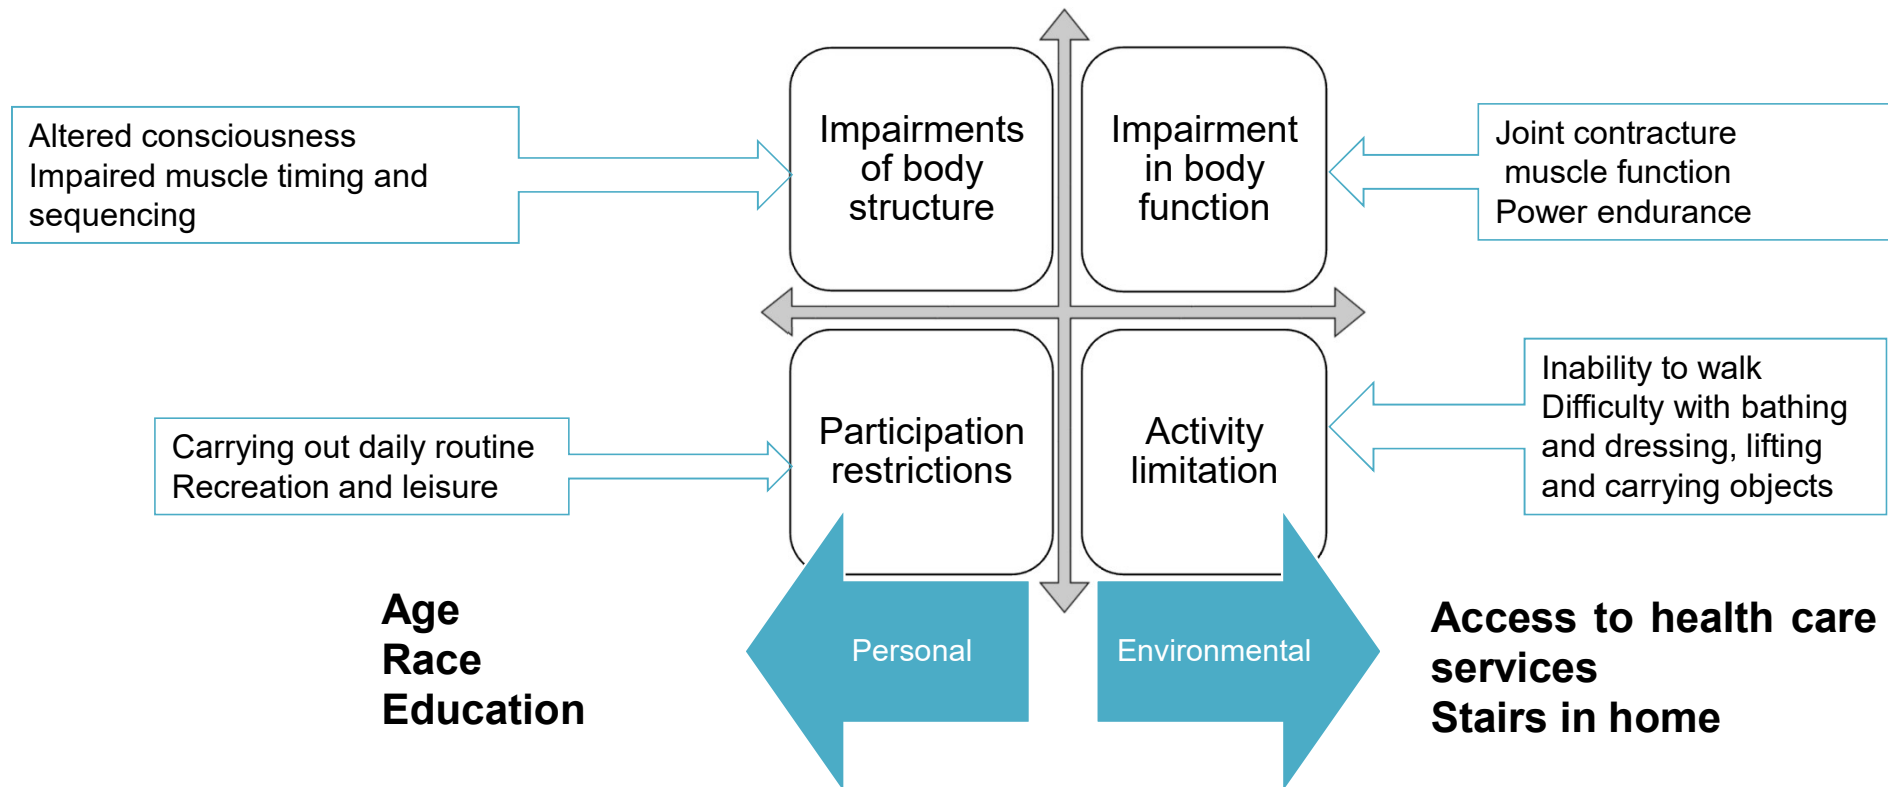 Altered consciousness
Impaired muscle timing and
sequencing
Impairments
of body
structure
Impairment
in body
function
Joint contracture
muscle function
Power endurance
Carrying out daily routine
Recreation and leisure
Participation
restrictions
Activity
limitation
Inability to walk
Difficulty with bathing
and dressing, lifting
and carrying objects
Age
Race
Education
Personal
Environmental
Access to health care
services
Stairs in home